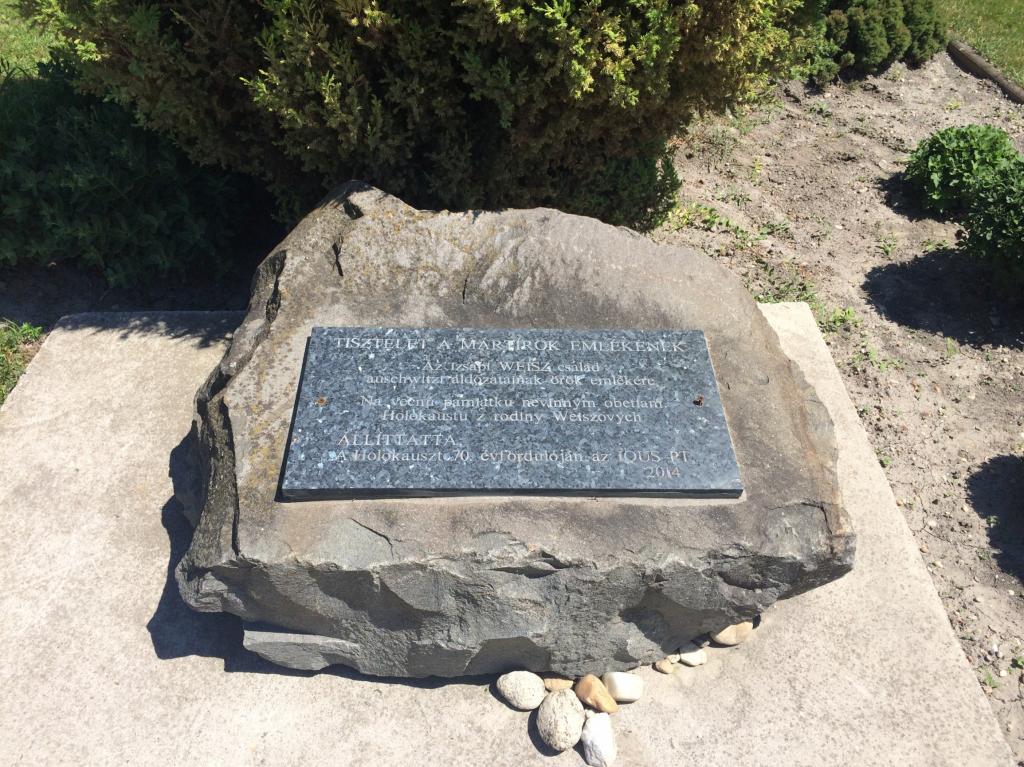 TISZTELET A MÁRTÍROK EMLÉKÉNEK
Az izsapi WEISZ család
auschwitzi áldozatainak örök emlékére
Na večnú pamiatku nevinným obetiam
Holokaustu z rodiny Weiszových
ÁLLÍTTATTA
A Holokauszt 70. évfordulóján az IOUS PT.
2014